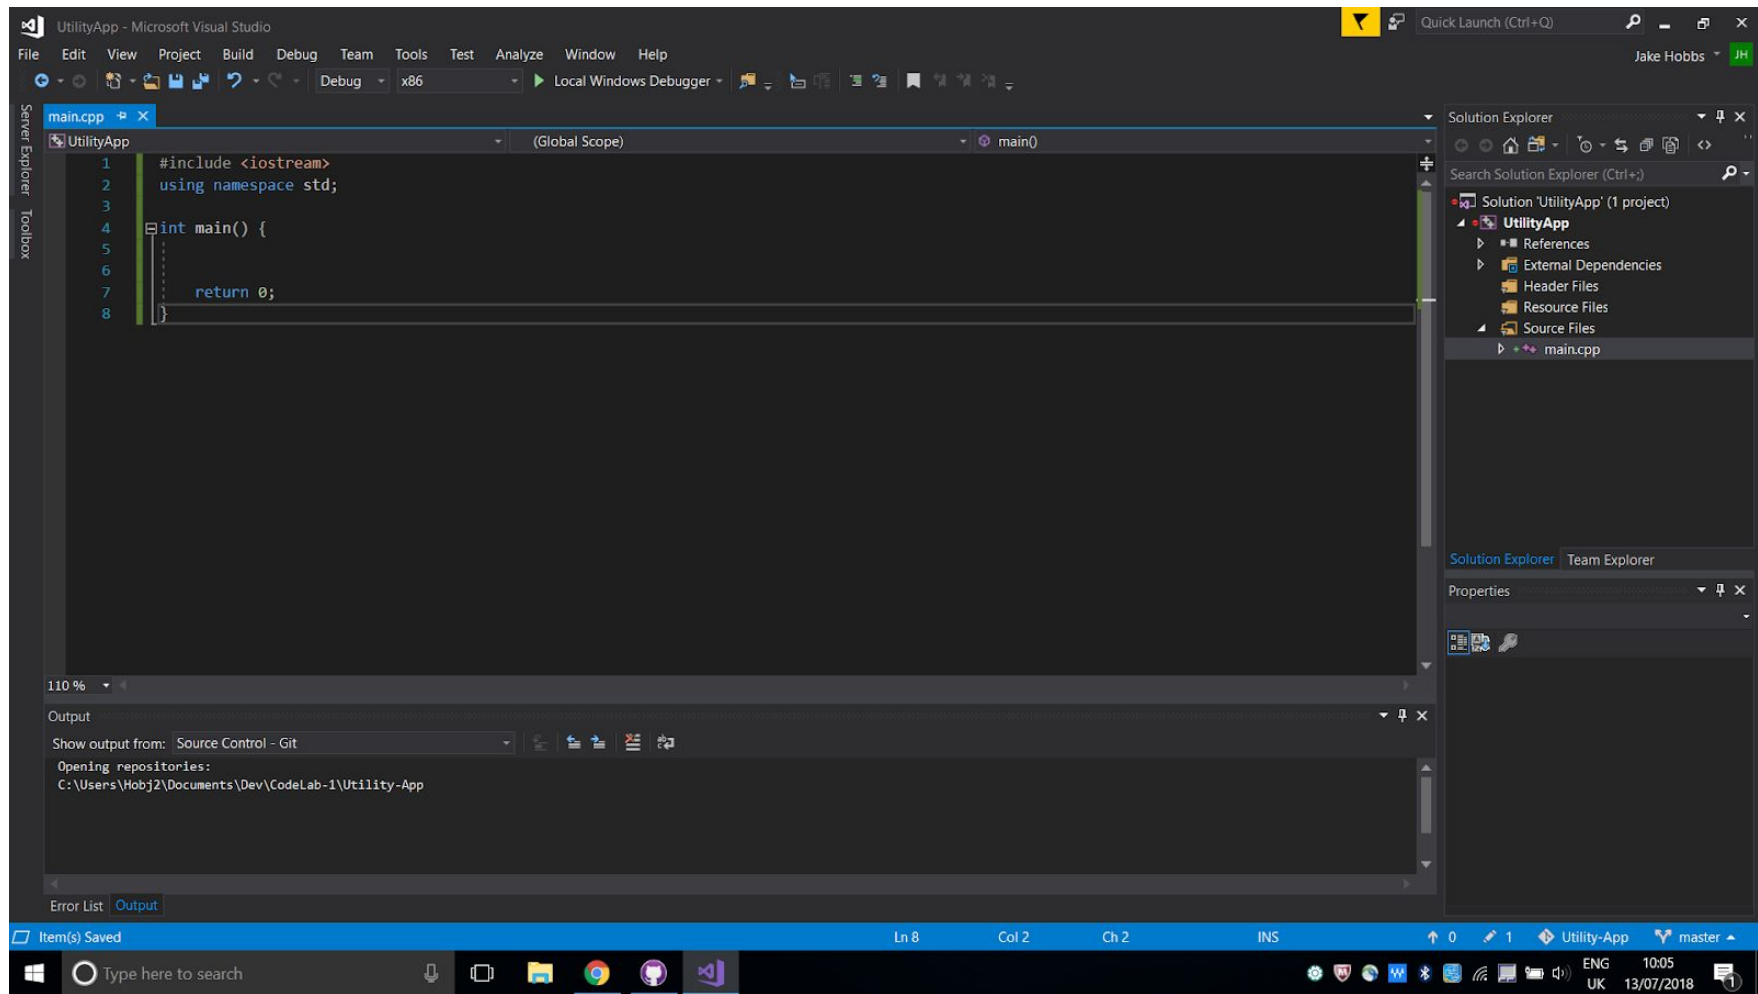 UtilityApp - Microsoft Visual Studio
Quick Launch (Ctrl+Q)
File Edit View Project Build Debug Team Tools Test Analyze Window Help
Jake Hobbs JH
Debug x86 Local Windows Debugger
Server Explorer
Toolbox
main.cpp
UtilityApp (Global Scope) main()
1 #include <iostream>
2 using namespace std;
3
4 int main() {
5
6
7 return 0;
8 }
110 %
Solution Explorer
Search Solution Explorer (Ctrl+;)
Solution 'UtilityApp' (1 project)
UtilityApp
References
External Dependencies
Header Files
Resource Files
Source Files
main.cpp
Solution Explorer Team Explorer
Properties
Output
Show output from: Source Control - Git
Opening repositories:
C:\Users\Hobj2\Documents\Dev\CodeLab-1\Utility-App
Error List Output
Item(s) Saved Ln 8 Col 2 Ch 2 INS 0 1 Utility-App master
Type here to search
ENG
UK
10:05
13/07/2018
1